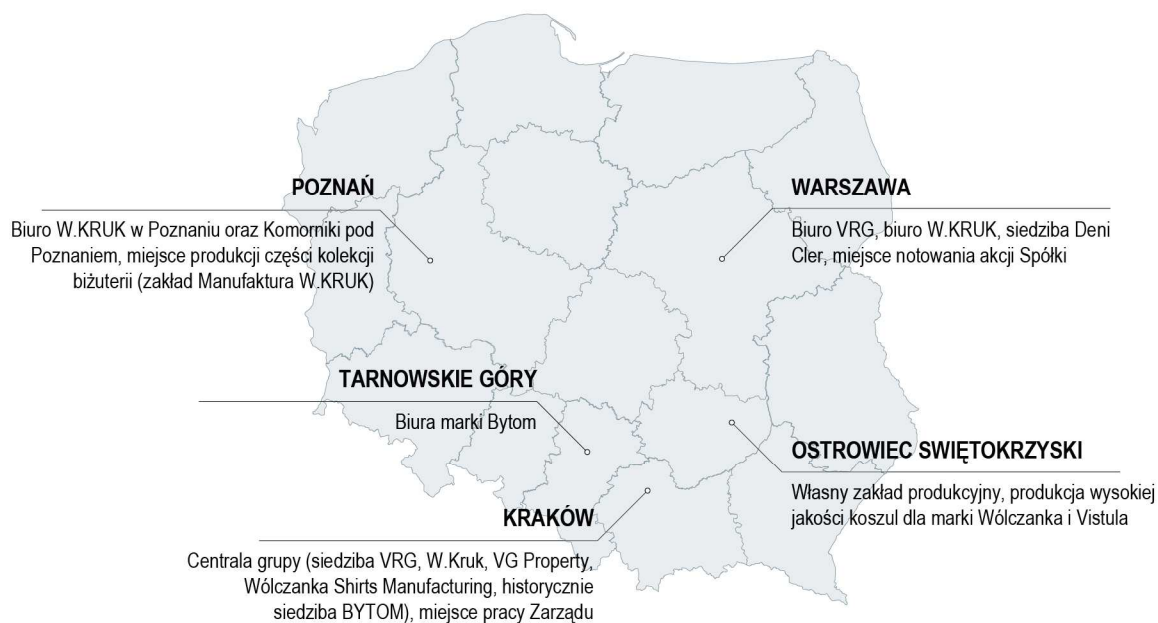 POZNAŃ
Biuro W.KRUK w Poznaniu oraz Komorniki pod
Poznaniem, miejsce produkcji części kolekcji
biżuterii (zakład Manufaktura W.KRUK)
WARSZAWA
Biuro VRG, biuro W.KRUK, siedziba Deni
Cler, miejsce notowania akcji Spółki
TARNOWSKIE GÓRY
Biura marki Bytom
OSTROWIEC SWIĘTOKRZYSKI
Własny zakład produkcyjny, produkcja wysokiej
jakości koszul dla marki Wólczanka i Vistula
KRAKÓW
Centrala grupy (siedziba VRG, W.Kruk, VG Property,
Wólczanka Shirts Manufacturing, historycznie
siedziba BYTOM), miejsce pracy Zarządu